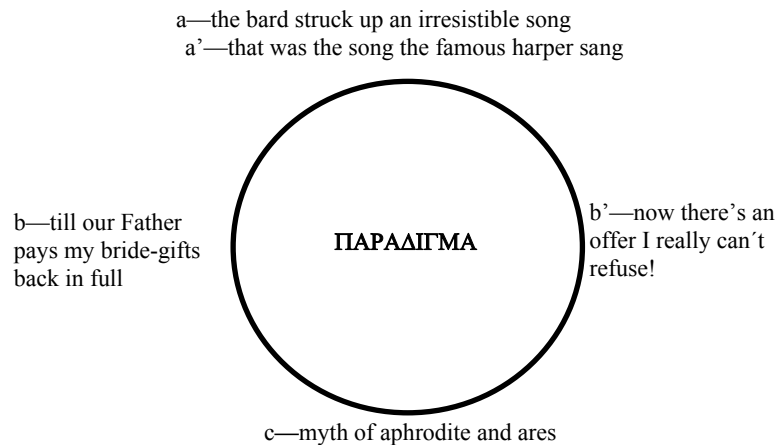 a—the bard struck up an irresistible song
a’—that was the song the famous harper sang
b—till our Father
pays my bride-gifts
back in full
ΠΑΡΑΔΙΓΜΑ
b’—now there’s an
offer I really can´t
refuse!
c—myth of aphrodite and ares